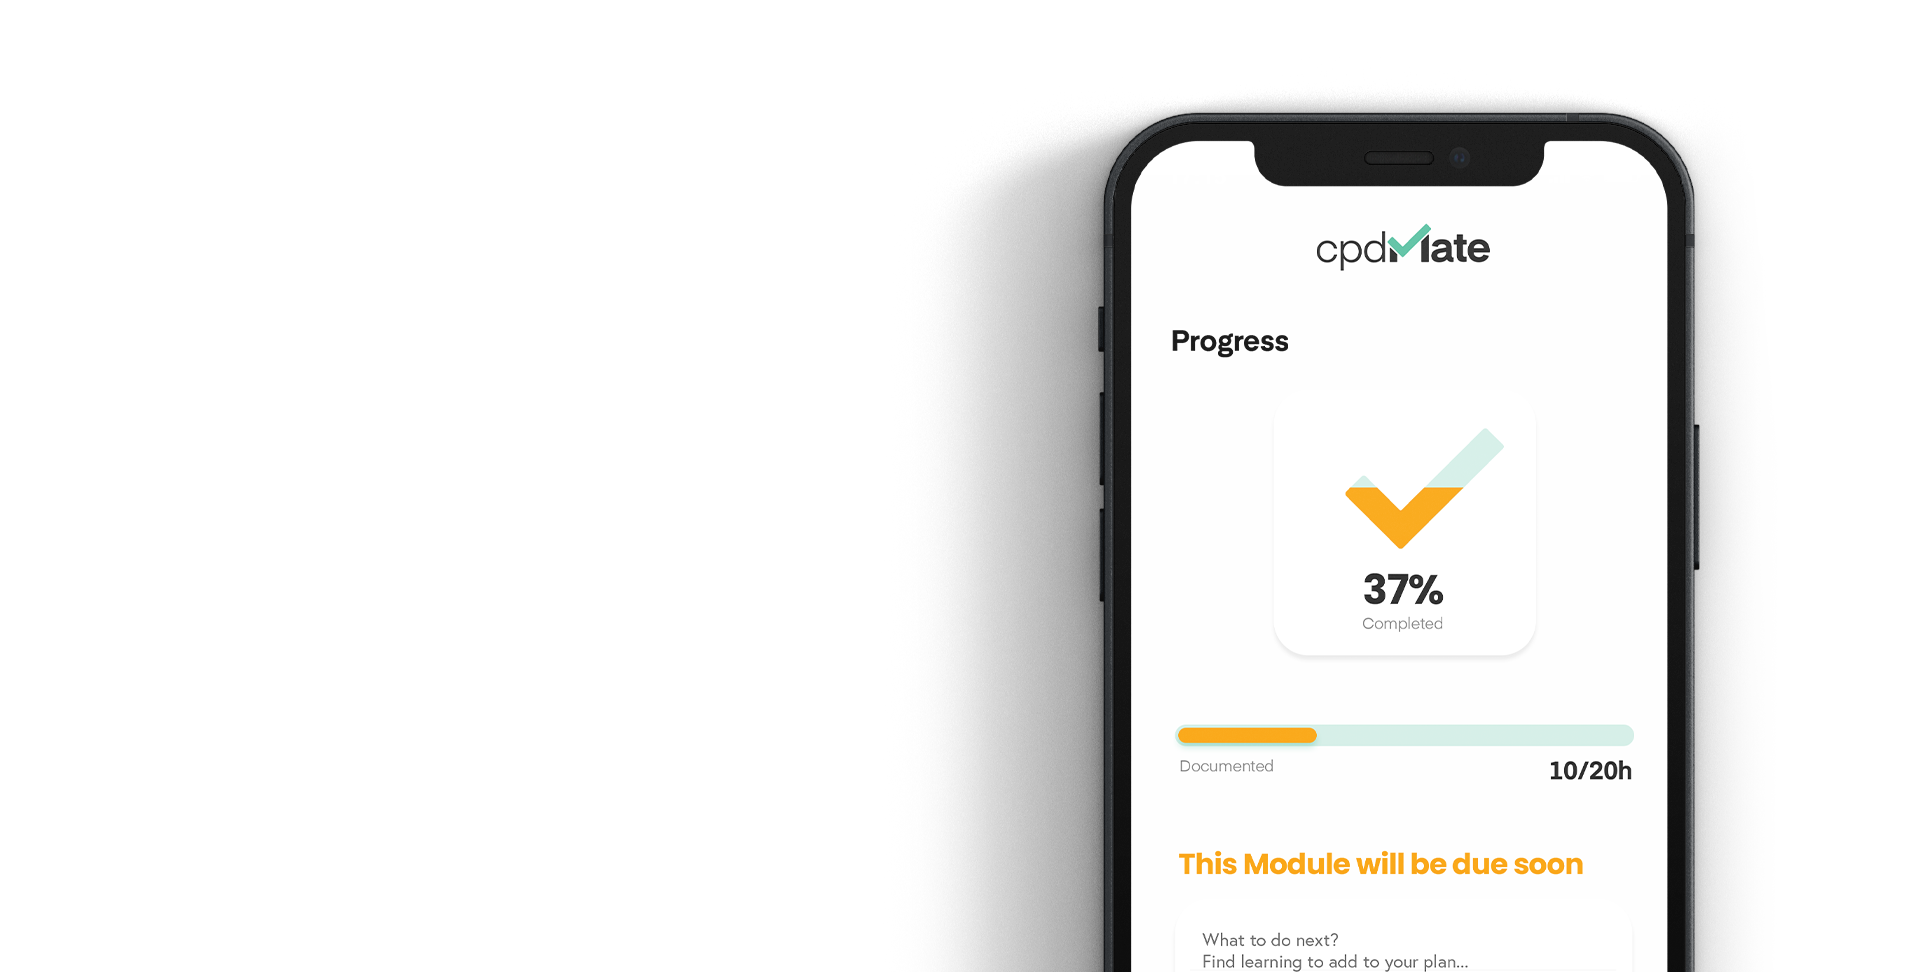 cpdMate
Progress
37%
Completed
Documented
10/20h
This Module will be due soon
What to do next?
Find learning to add to your plan...